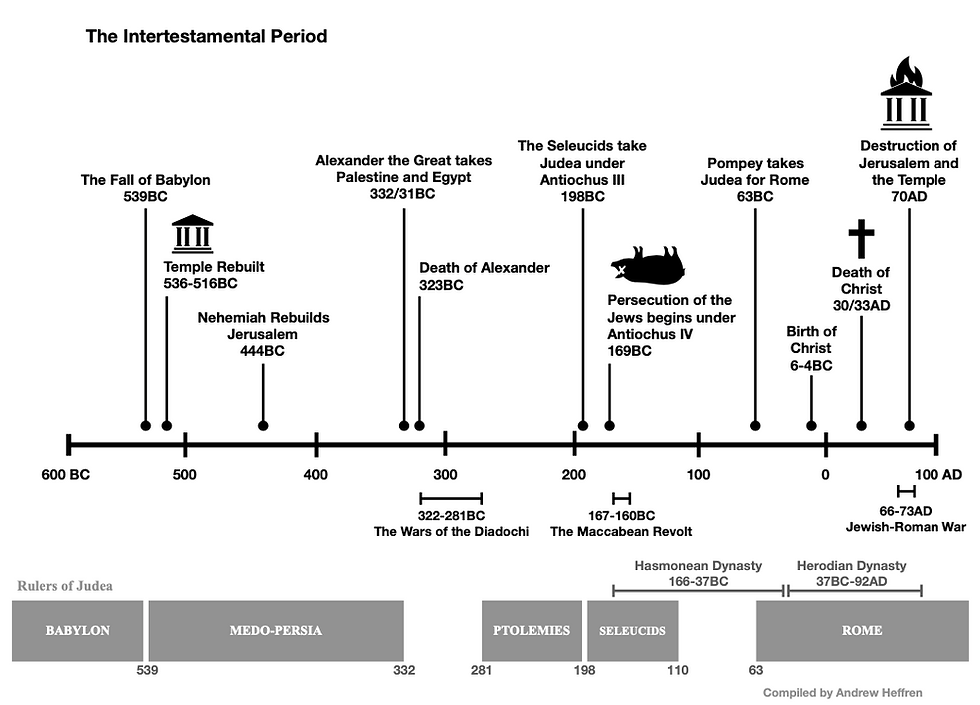 The Intertestamental Period
The Fall of Babylon
539BC
Temple Rebuilt
536-516BC
Nehemiah Rebuilds
Jerusalem
444BC
Alexander the Great takes
Palestine and Egypt
332/31BC
Death of Alexander
323BC
The Seleucids take
Judea under
Antiochus III
198BC
Persecution of the
Jews begins under
Antiochus IV
169BC
Pompey takes
Judea for Rome
63BC
Birth of
Christ
6-4BC
Death of
Christ
30/33AD
Destruction of
Jerusalem and
the Temple
70AD
600 BC 500 400 300 200 100 0 100 AD
322-281BC
The Wars of the Diadochi
167-160BC
The Maccabean Revolt
66-73AD
Jewish-Roman War
Hasmonean Dynasty
166-37BC
Herodian Dynasty
37BC-92AD
Rulers of Judea
BABYLON MEDO-PERSIA PTOLEMIES SELEUCIDS ROME
539 332 281 198 110 63
Compiled by Andrew Heffren